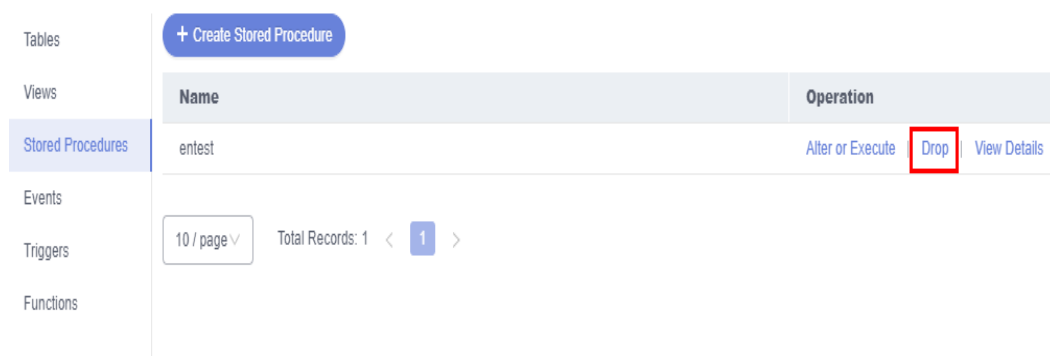 Tables
Views
Stored Procedures
Events
Triggers
Functions
+ Create Stored Procedure
Name Operation
entest Alter or Execute | Drop | View Details
10 / page Total Records: 1 < 1 >